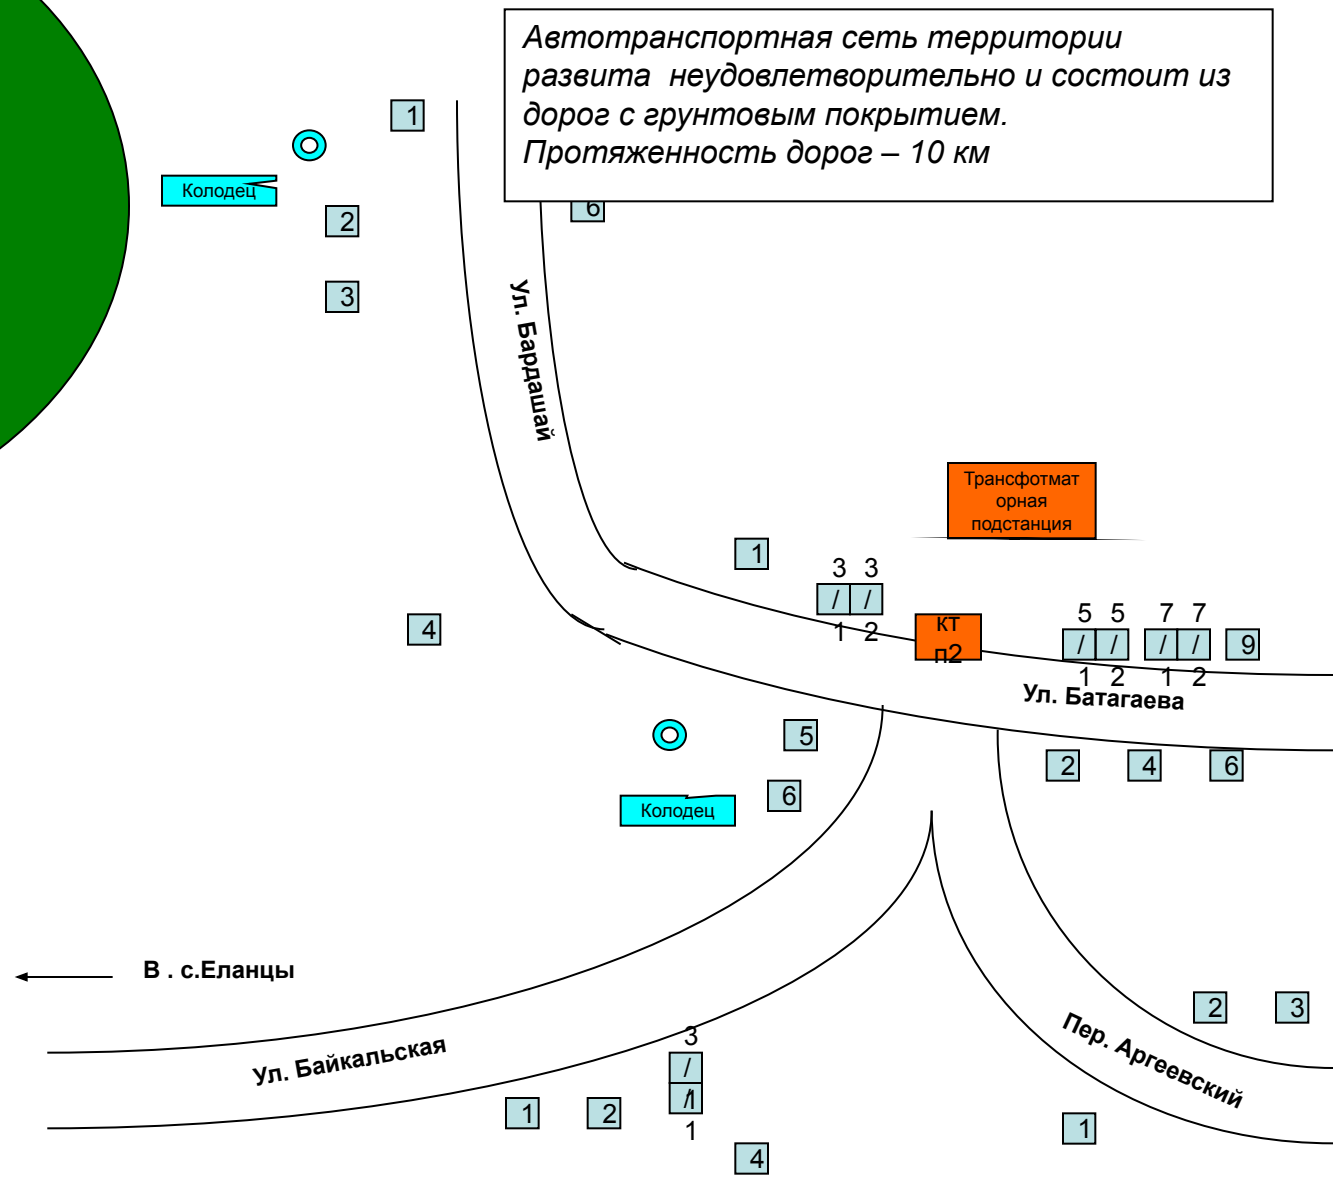 Автотранспортная сеть территории
развита неудовлетворительно и состоит из
дорог с грунтовым покрытием.
Протяженность дорог – 10 км
1
Колодец
2
6
3
Ул. Бардашай
Трансфотмат
орная
подстанция
1
3 3
/ /
1 2
4
кт
п2
5 5 7 7
/ / / / 9
1 2 1 2
Ул. Батагаева
5
2 4 6
6
Колодец
В . с.Еланцы
2 3
Пер. Аргеевский
Ул. Байкальская
3
/
/1
1 2
/
1
1
4